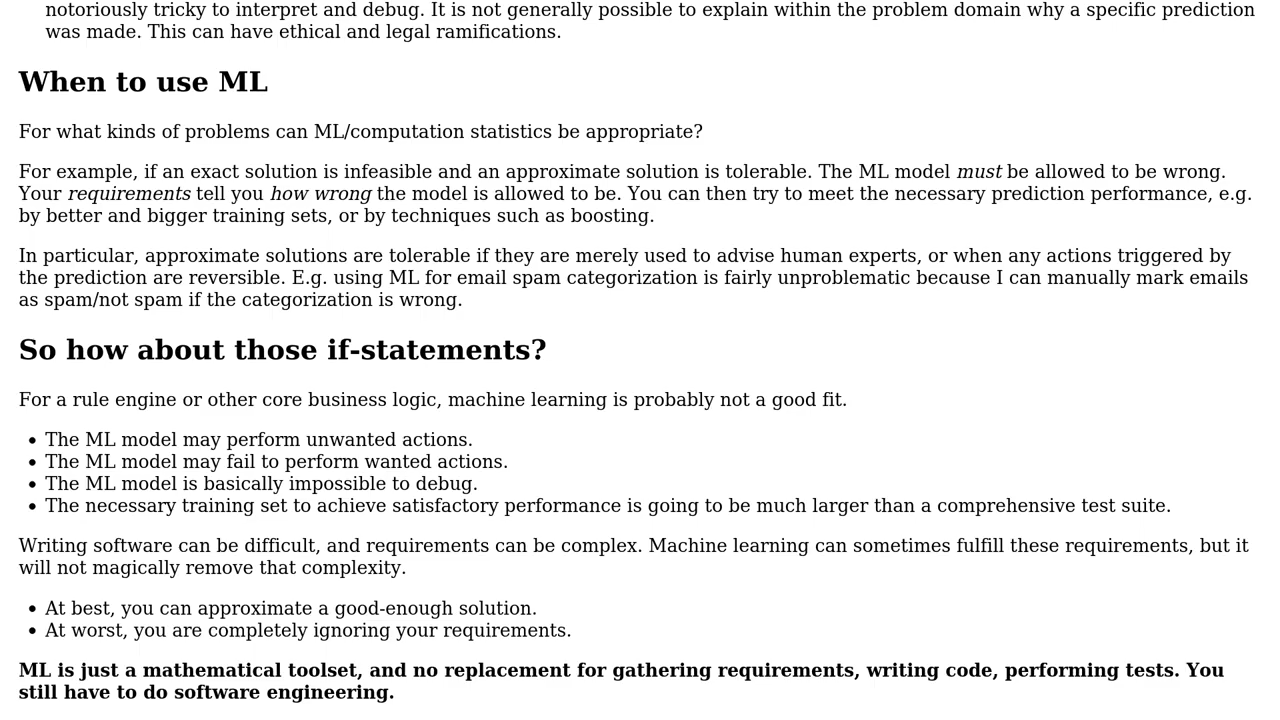 notoriously tricky to interpret and debug. It is not generally possible to explain within the problem domain why a specific prediction
was made. This can have ethical and legal ramifications.
When to use ML
For what kinds of problems can ML/computation statistics be appropriate?
For example, if an exact solution is infeasible and an approximate solution is tolerable. The ML model must be allowed to be wrong.
Your requirements tell you how wrong the model is allowed to be. You can then try to meet the necessary prediction performance, e.g.
by better and bigger training sets, or by techniques such as boosting.
In particular, approximate solutions are tolerable if they are merely used to advise human experts, or when any actions triggered by
the prediction are reversible. E.g. using ML for email spam categorization is fairly unproblematic because I can manually mark emails
as spam/not spam if the categorization is wrong.
So how about those if-statements?
For a rule engine or other core business logic, machine learning is probably not a good fit.
• The ML model may perform unwanted actions.
• The ML model may fail to perform wanted actions.
• The ML model is basically impossible to debug.
• The necessary training set to achieve satisfactory performance is going to be much larger than a comprehensive test suite.
Writing software can be difficult, and requirements can be complex. Machine learning can sometimes fulfill these requirements, but it
will not magically remove that complexity.
• At best, you can approximate a good-enough solution.
• At worst, you are completely ignoring your requirements.
ML is just a mathematical toolset, and no replacement for gathering requirements, writing code, performing tests. You
still have to do software engineering.